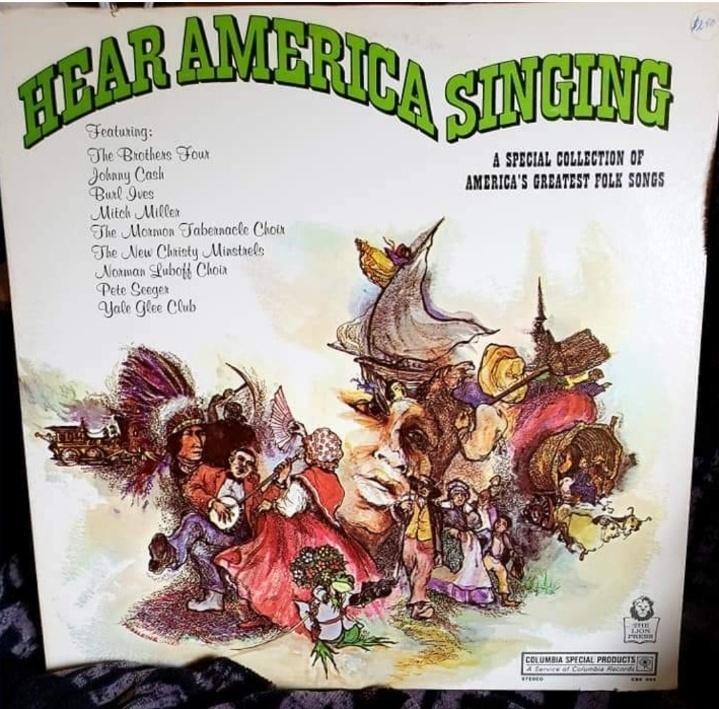 HEAR AMERICA SINGING
Featuring:
The Brothers Four
Johnny Cash
Burl Ives
Mitch Miller
The Mormon Tabernacle Choir
The New Christy Minstrels
Norman Luboff Choir
Pete Seeger
Yale Glee Club
A SPECIAL COLLECTION OF
AMERICA'S GREATEST FOLK SONGS
THE
LION
PRESS
COLUMBIA SPECIAL PRODUCTS
A Service of Columbia Records
STEREO